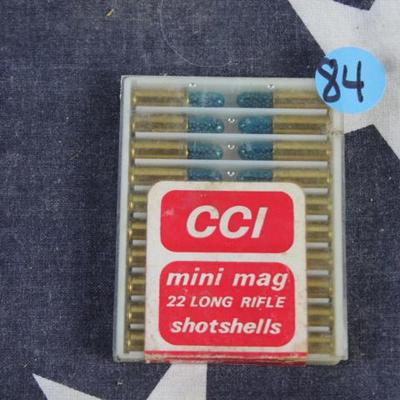 84
CCI
mini mag
22 LONG RIFLE
shotshells